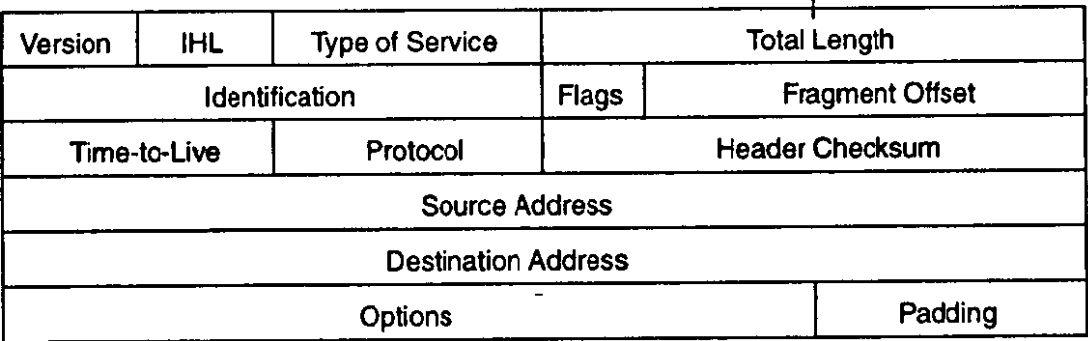 Version IHL Type of Service Total Length
Identification Flags Fragment Offset
Time-to-Live Protocol Header Checksum
Source Address
Destination Address
Options Padding